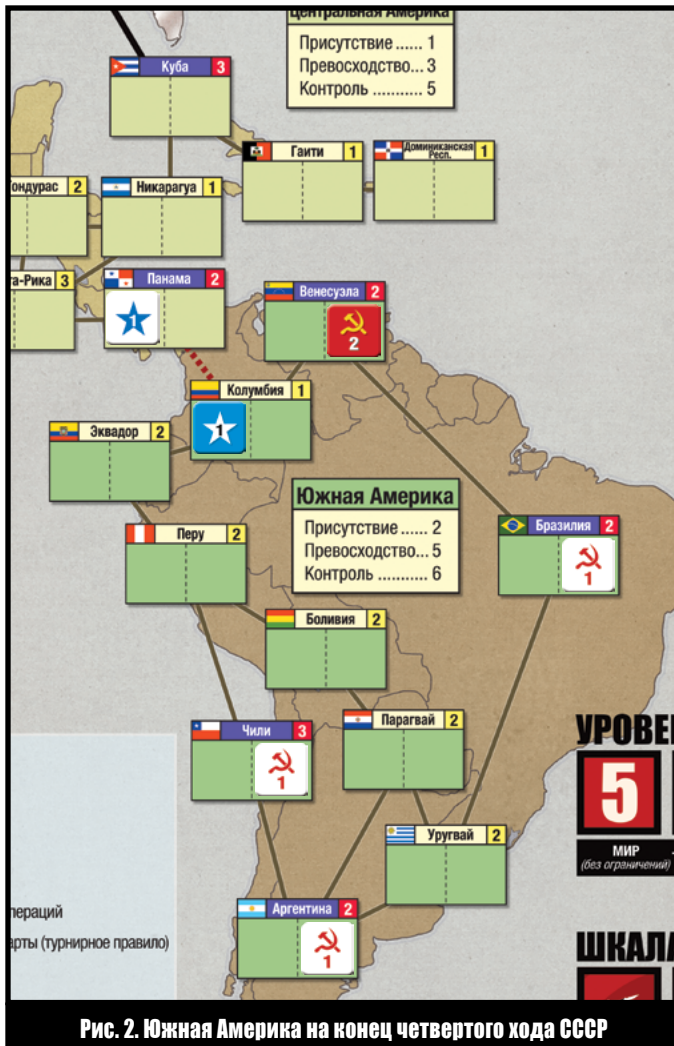 Центральная Америка
Присутствие ...... 1
Превосходство... 3
Контроль ........... 5
Куба 3
Гаити 1
Доминиканская Респ. 1
Гондурас 2
Никарагуа 1
та-Рика 3
Панама 2
1
Венесуэла 2
2
Колумбия 1
1
Эквадор 2
Южная Америка
Присутствие ...... 2
Превосходство... 5
Контроль ........... 6
Бразилия 2
1
Перу 2
Боливия 2
Чили 3
1
Парагвай 2
Уругвай 2
Аргентина 2
1
УРОВЕ
5
МИР
(без ограничений)
пераций
арты (турнирное правило)
ШКАЛА
Рис. 2. Южная Америка на конец четвертого хода СССР